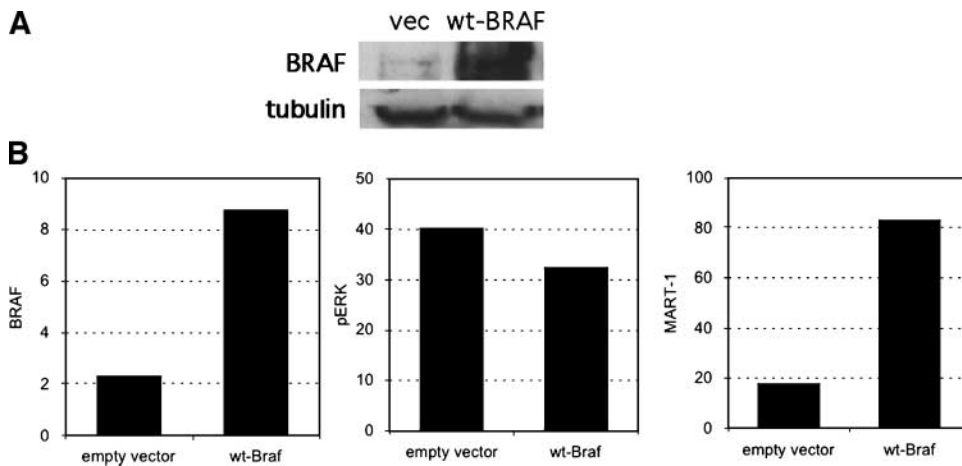 A
vec wt-BRAF
BRAF
tubulin
B
10
8
6
4
2
0
BRAF
empty vector wt-Braf
50
40
30
20
10
0
pERK
empty vector wt-Braf
100
80
60
40
20
0
MART-1
empty vector wt-Braf